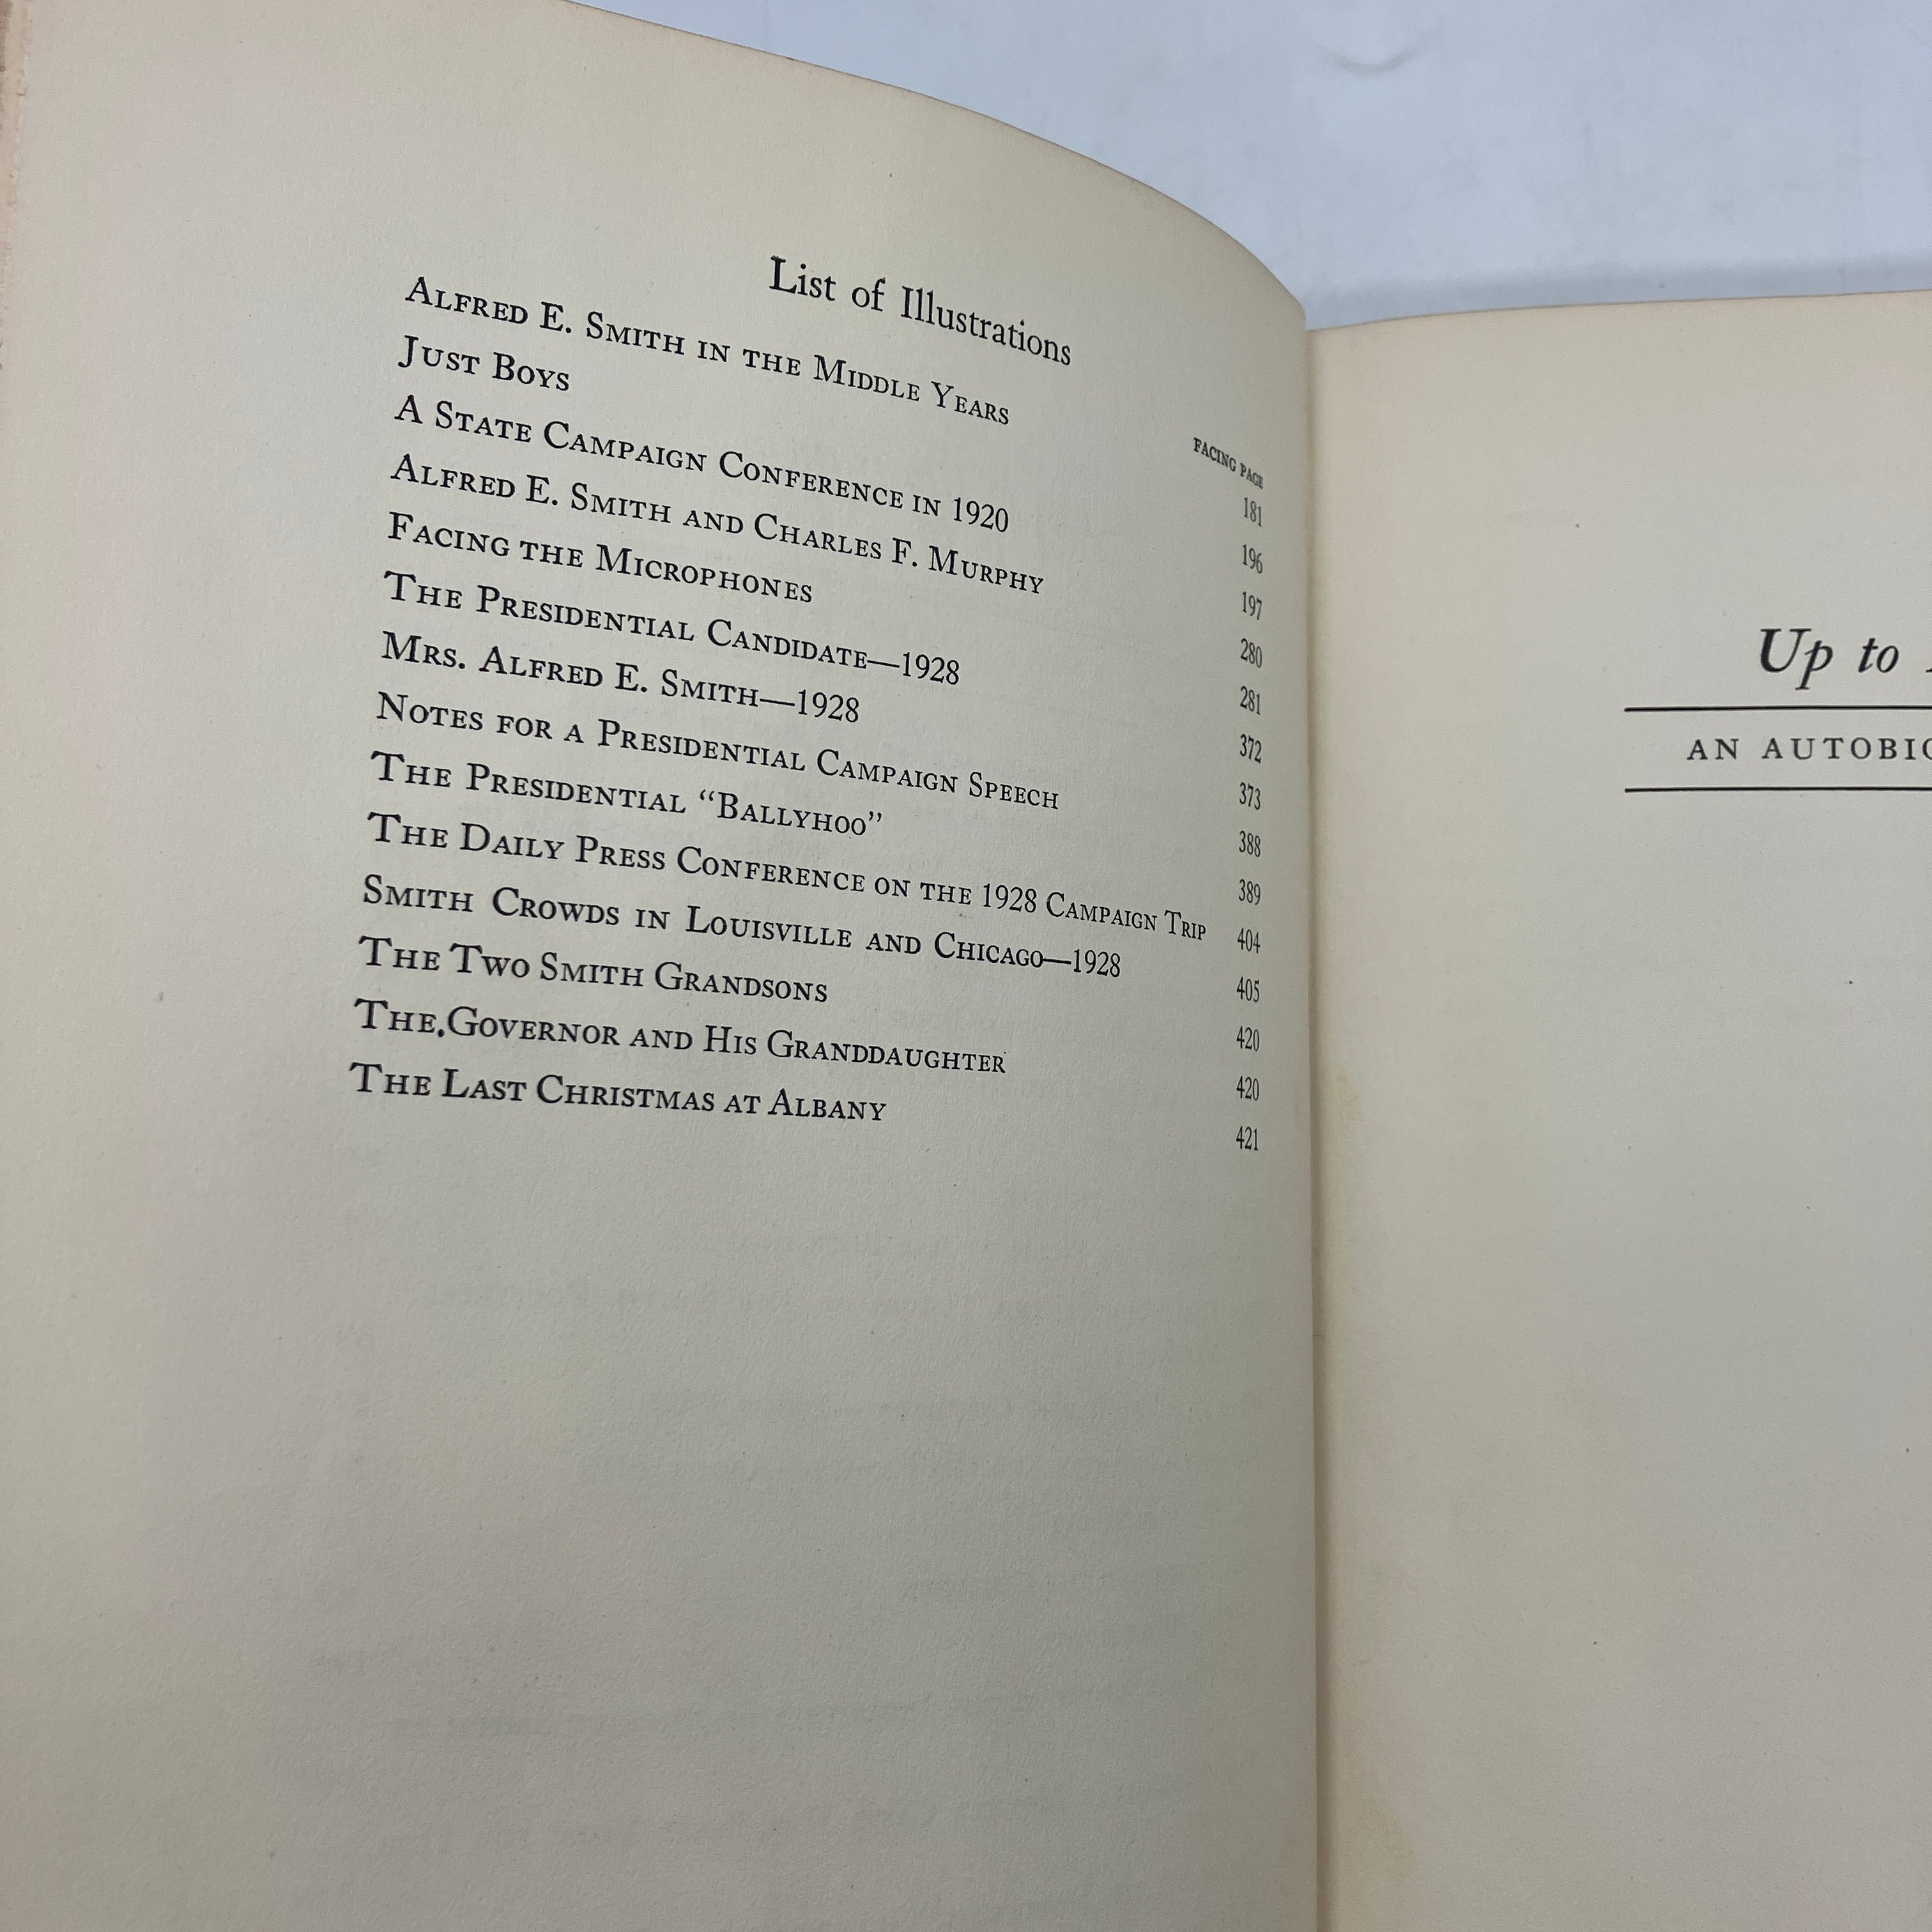 List of Illustrations
FACING PAGE
ALFRED E. SMITH IN THE MIDDLE YEARS 181
JUST BOYS 196
A STATE CAMPAIGN CONFERENCE IN 1920 197
ALFRED E. SMITH AND CHARLES F. MURPHY 280
FACING THE MICROPHONES 281
THE PRESIDENTIAL CANDIDATE—1928 372
MRS. ALFRED E. SMITH—1928 373
NOTES FOR A PRESIDENTIAL CAMPAIGN SPEECH 388
THE PRESIDENTIAL “BALLYHOO” 389
THE DAILY PRESS CONFERENCE ON THE 1928 CAMPAIGN TRIP 404
SMITH CROWDS IN LOUISVILLE AND CHICAGO—1928 405
THE TWO SMITH GRANDSONS 420
THE GOVERNOR AND HIS GRANDDAUGHTER 420
THE LAST CHRISTMAS AT ALBANY 421
Up to
AN AUTOBIO